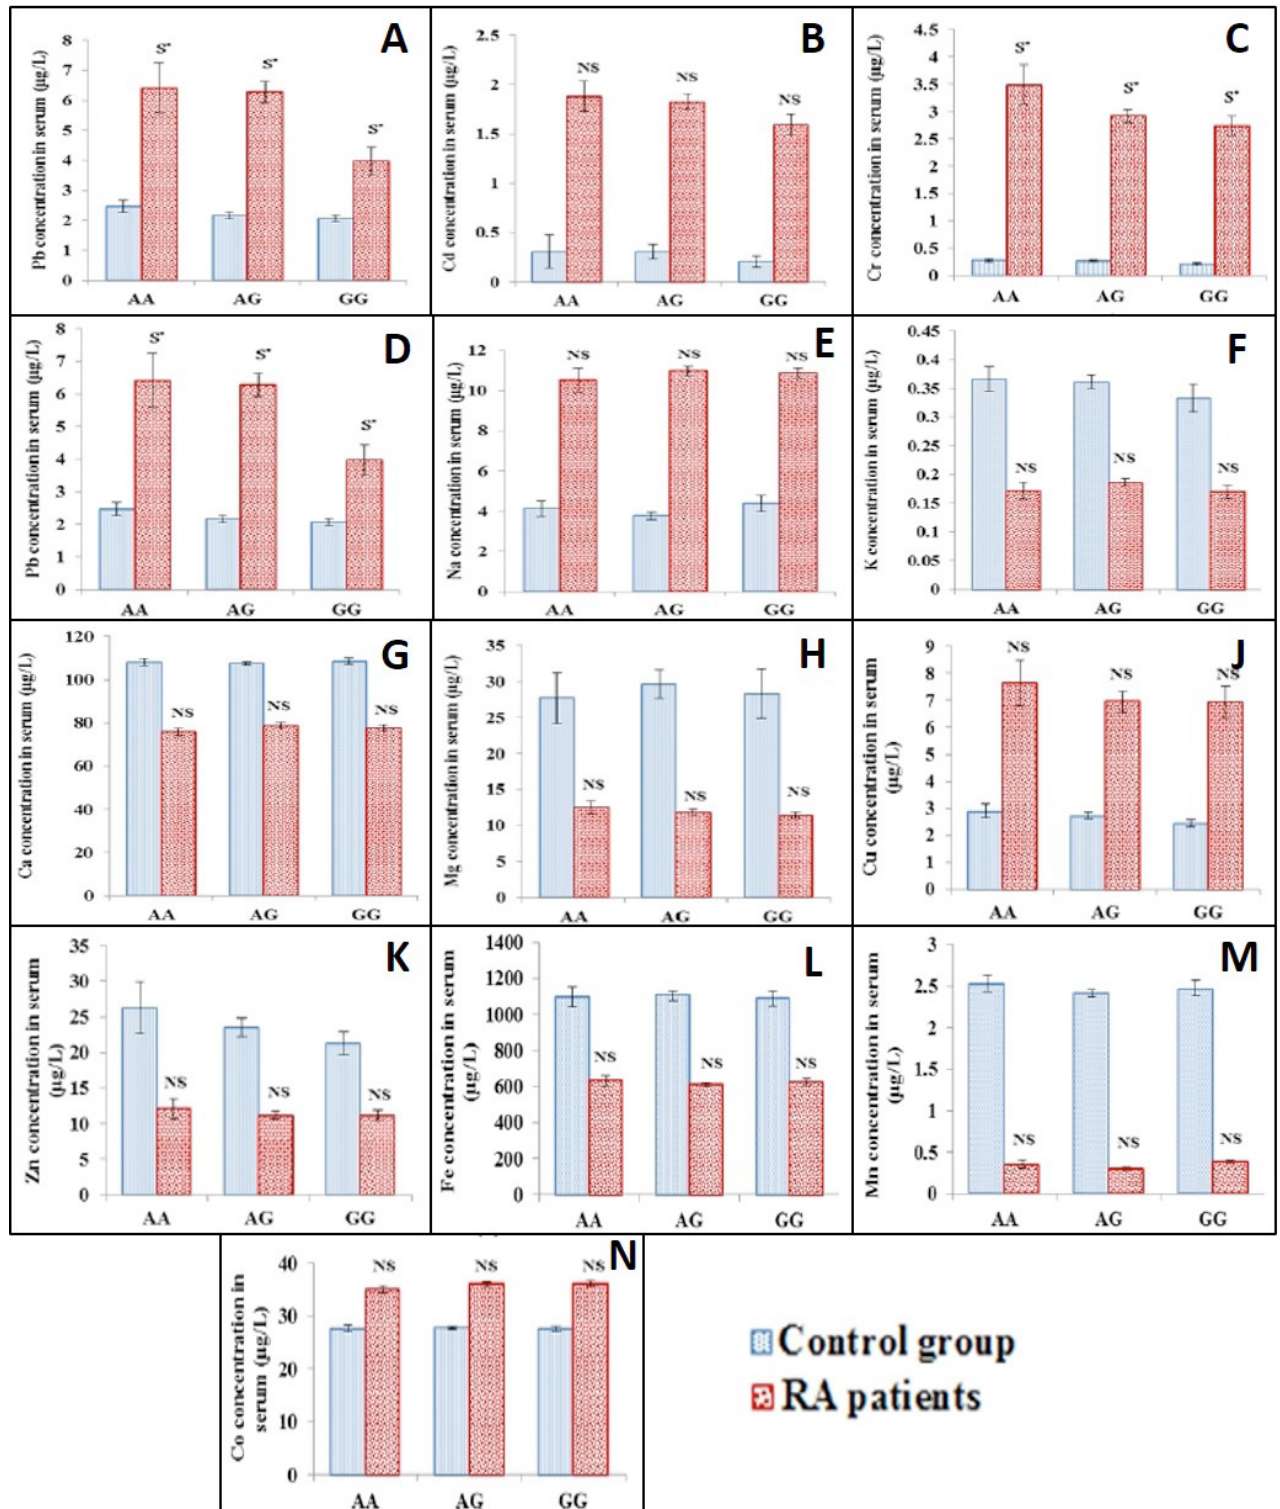 A
Pb concentration in serum (µg/L)
8
7
6
5
4
3
2
1
0
S*
S*
S*
AA AG GG
B
Cd concentration in serum (µg/L)
2.5
2
1.5
1
0.5
0
NS
NS
NS
AA AG GG
C
Cr concentration in serum (µg/L)
4.5
4
3.5
3
2.5
2
1.5
1
0.5
0
S*
S*
S*
AA AG GG
D
Pb concentration in serum (µg/L)
8
7
6
5
4
3
2
1
0
S*
S*
S*
AA AG GG
E
Na concentration in serum (µg/L)
12
10
8
6
4
2
0
NS
NS
NS
AA AG GG
F
K concentration in serum (µg/L)
0.45
0.4
0.35
0.3
0.25
0.2
0.15
0.1
0.05
0
NS
NS
NS
AA AG GG
G
Ca concentration in serum (µg/L)
120
100
80
60
40
20
0
NS
NS
NS
AA AG GG
H
Mg concentration in serum (µg/L)
35
30
25
20
15
10
5
0
NS
NS
NS
AA AG GG
J
Cu concentration in serum
(µg/L)
9
8
7
6
5
4
3
2
1
0
NS
NS
NS
AA AG GG
K
Zn concentration in serum
(µg/L)
35
30
25
20
15
10
5
0
NS
NS
NS
AA AG GG
L
Fe concentration in serum
(µg/L)
1400
1200
1000
800
600
400
200
0
NS
NS
NS
AA AG GG
M
Mn concentration in serum
(µg/L)
3
2.5
2
1.5
1
0.5
0
NS
NS
NS
AA AG GG
N
Co concentration in
serum (µg/L)
40
30
20
10
0
NS
NS
NS
AA AG GG
Control group
RA patients